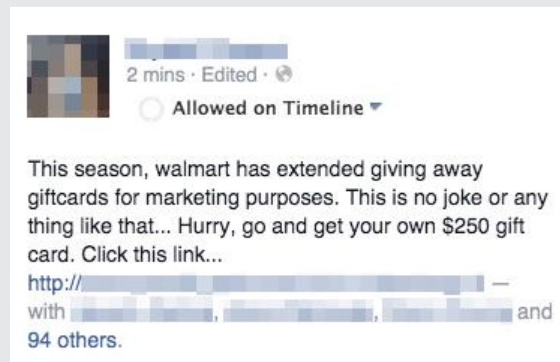 2 mins · Edited ·
Allowed on Timeline
This season, walmart has extended giving away
giftcards for marketing purposes. This is no joke or any
thing like that... Hurry, go and get your own $250 gift
card. Click this link...
http:// —
with , , and
94 others.